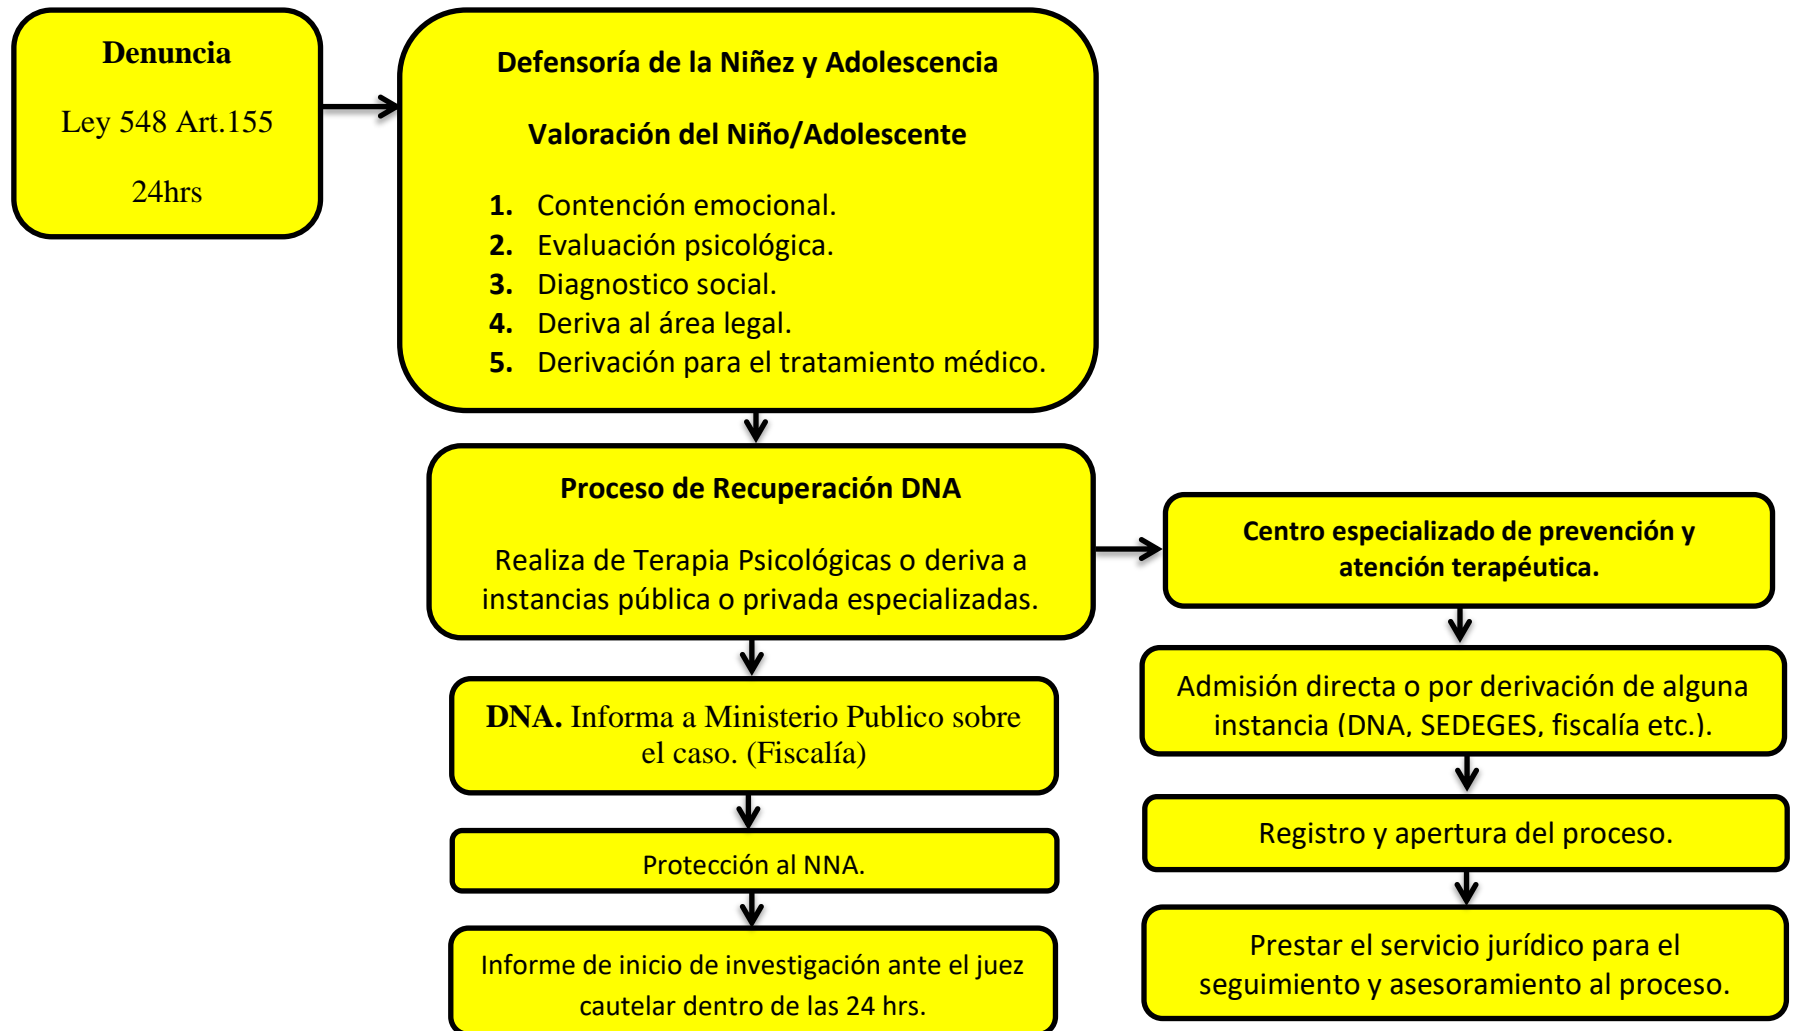 Denuncia
Ley 548 Art.155
24hrs
Defensoría de la Niñez y Adolescencia
Valoración del Niño/Adolescente
1. Contención emocional.
2. Evaluación psicológica.
3. Diagnostico social.
4. Deriva al área legal.
5. Derivación para el tratamiento médico.
Proceso de Recuperación DNA
Realiza de Terapia Psicológicas o deriva a
instancias pública o privada especializadas.
DNA. Informa a Ministerio Publico sobre
el caso. (Fiscalía)
Protección al NNA.
Informe de inicio de investigación ante el juez
cautelar dentro de las 24 hrs.
Centro especializado de prevención y
atención terapéutica.
Admisión directa o por derivación de alguna
instancia (DNA, SEDEGES, fiscalía etc.).
Registro y apertura del proceso.
Prestar el servicio jurídico para el
seguimiento y asesoramiento al proceso.